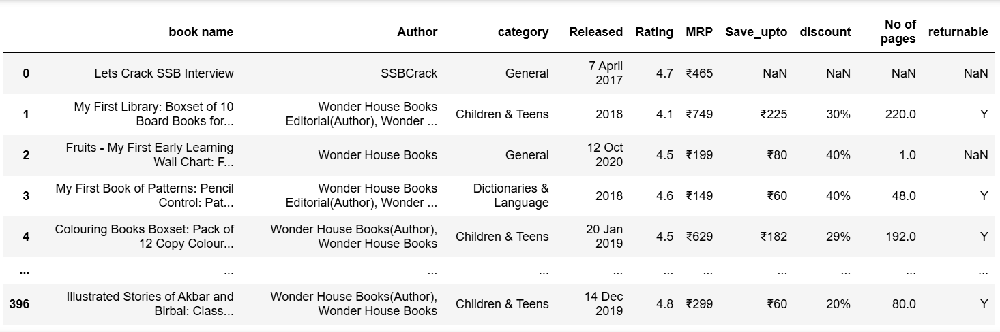 book name Author category Released Rating MRP Save_upto discount No of pages returnable
0 Lets Crack SSB Interview SSBCrack General 7 April 2017 4.7 ₹465 NaN NaN NaN NaN
1 My First Library: Boxset of 10 Board Books for... Wonder House Books Editorial(Author), Wonder ... Children & Teens 2018 4.1 ₹749 ₹225 30% 220.0 Y
2 Fruits - My First Early Learning Wall Chart: F... Wonder House Books General 12 Oct 2020 4.5 ₹199 ₹80 40% 1.0 NaN
3 My First Book of Patterns: Pencil Control: Pat... Wonder House Books Editorial(Author), Wonder ... Dictionaries & Language 2018 4.6 ₹149 ₹60 40% 48.0 Y
4 Colouring Books Boxset: Pack of 12 Copy Colour... Wonder House Books(Author), Wonder House Books Children & Teens 20 Jan 2019 4.5 ₹629 ₹182 29% 192.0 Y
... ... ... ... ... ... ... ... ... ... ...
396 Illustrated Stories of Akbar and Birbal: Class... Wonder House Books(Author), Wonder House Books Children & Teens 14 Dec 2019 4.8 ₹299 ₹60 20% 80.0 Y